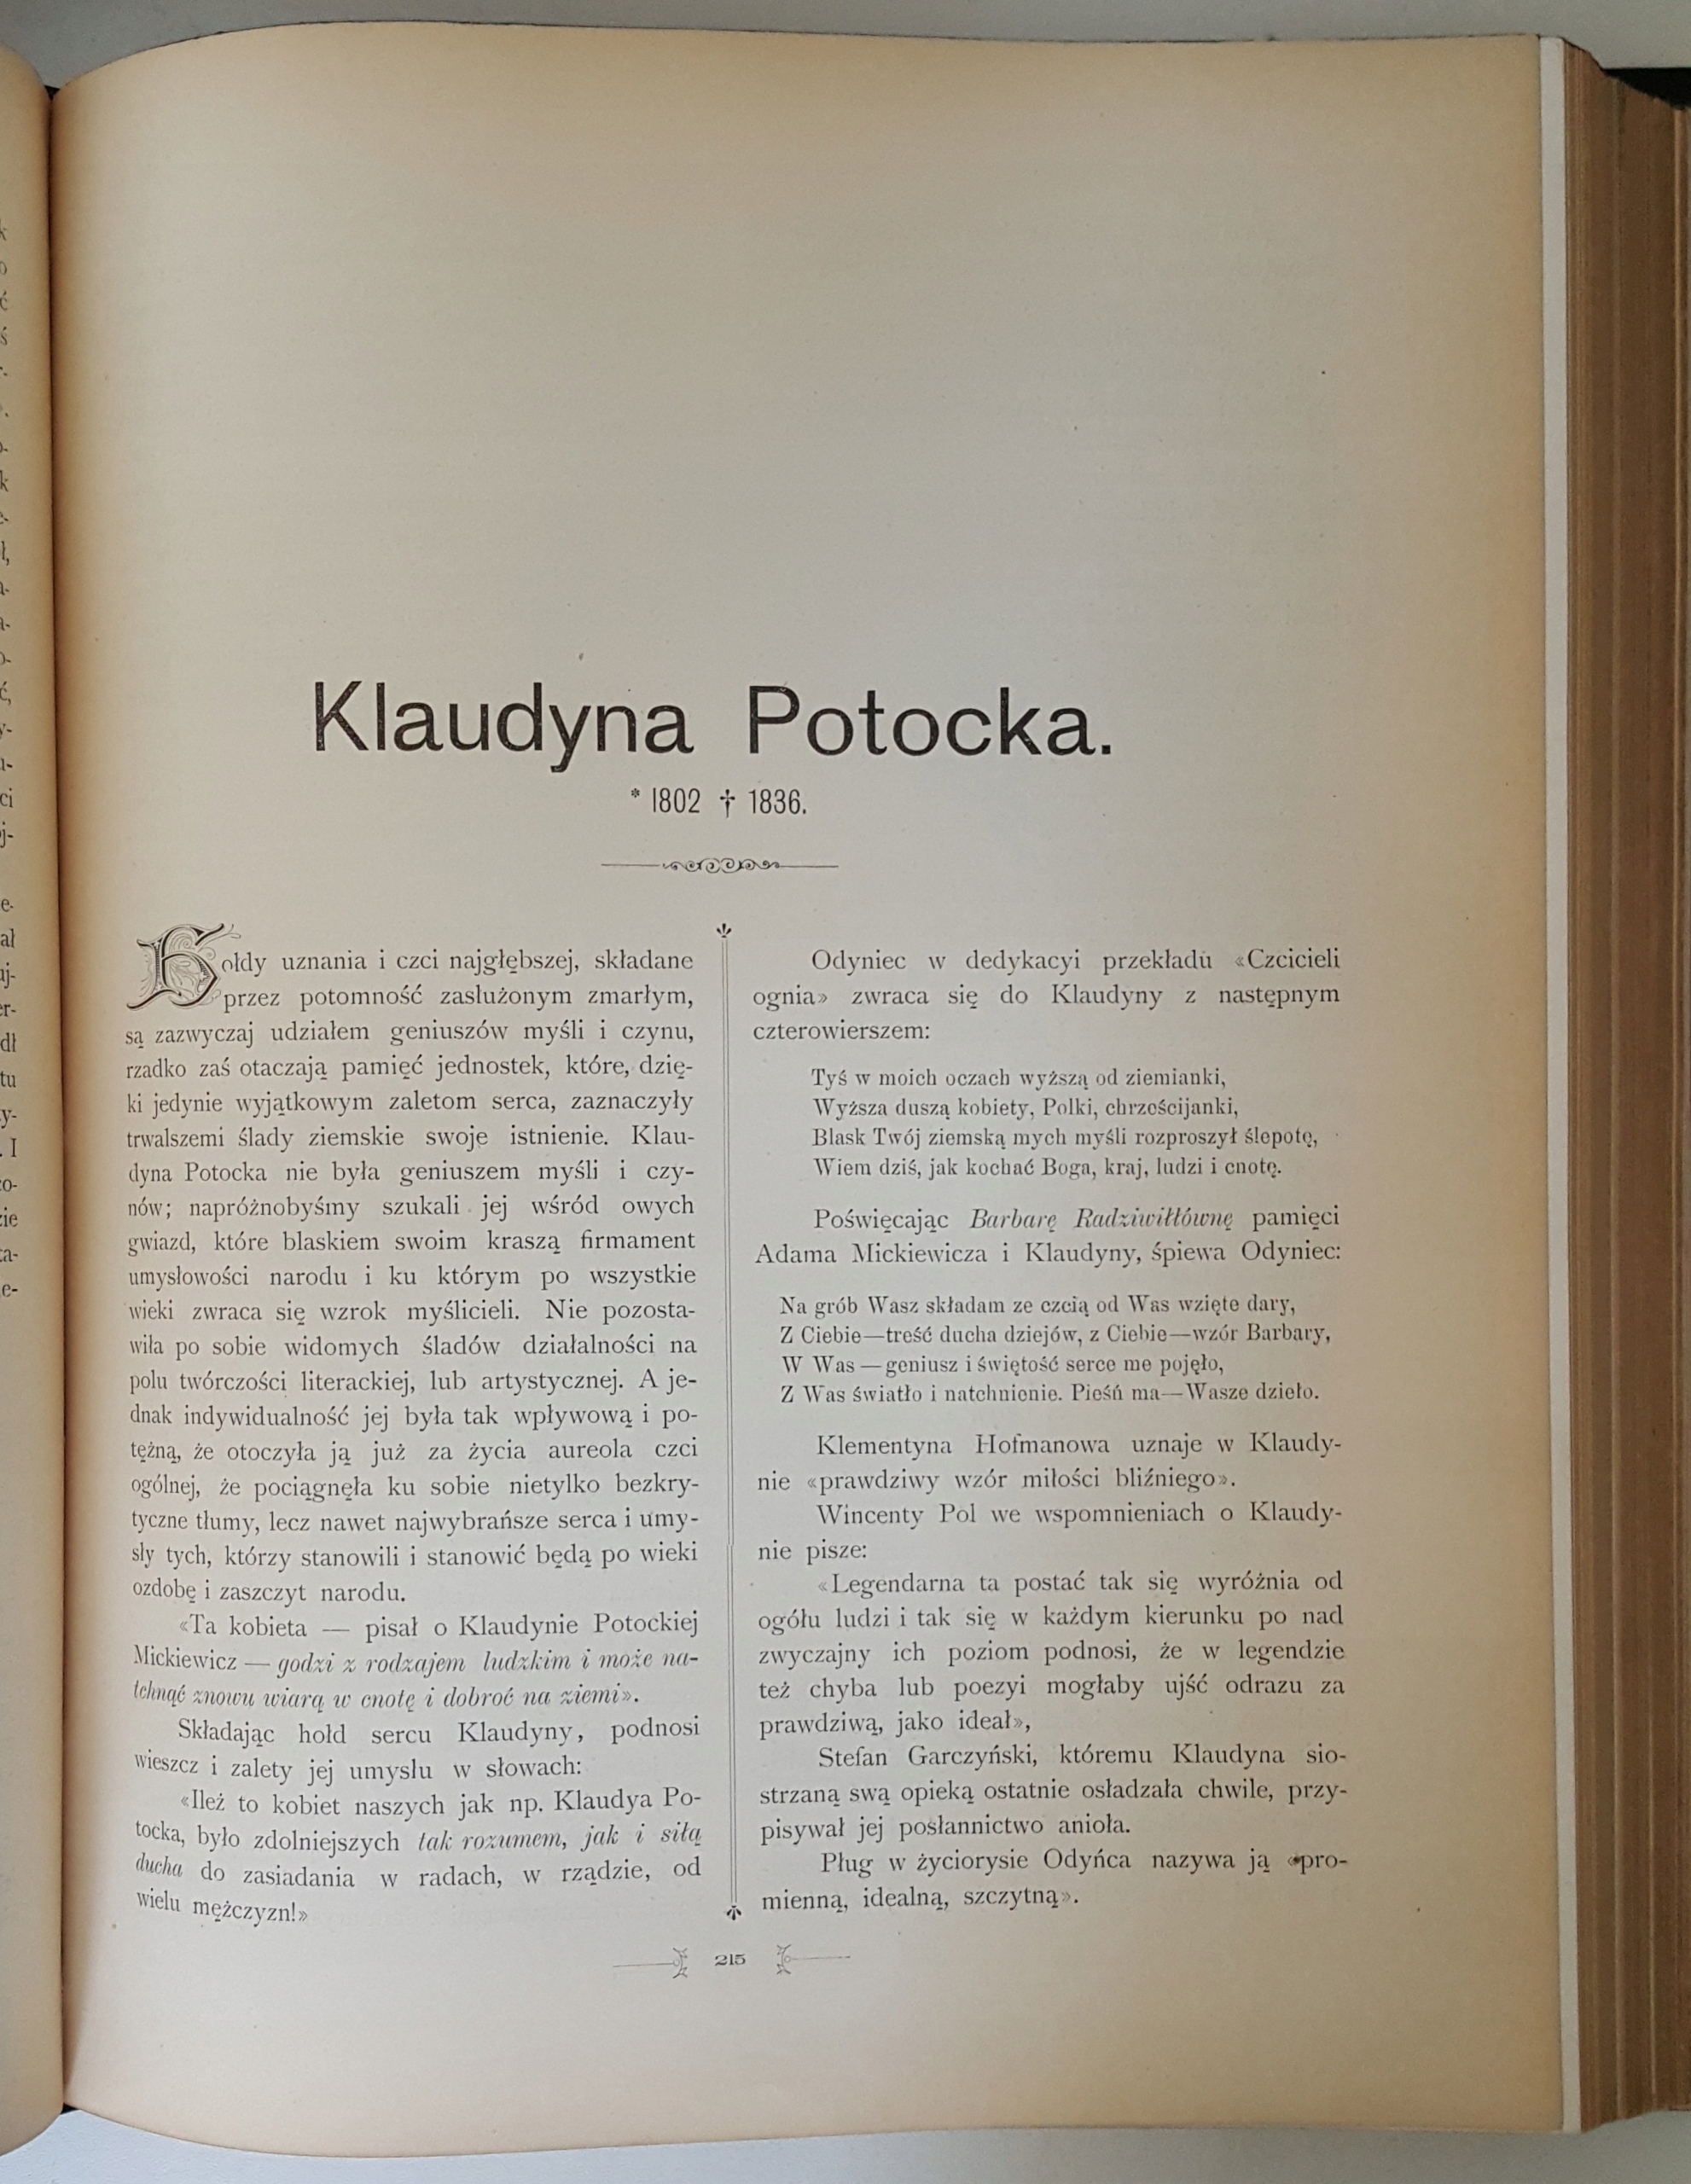 Klaudyna Potocka.
* 1802 † 1836.
Hołdy uznania i czci najgłębszej, składane
przez potomność zasłużonym zmarłym,
są zazwyczaj udziałem geniuszów myśli i czynu,
rzadko zaś otaczają pamięć jednostek, które, dzię-
ki jedynie wyjątkowym zaletom serca, zaznaczyły
trwalszemi ślady ziemskie swoje istnienie. Klau-
dyna Potocka nie była geniuszem myśli i czy-
nów; napróżnobyśmy szukali jej wśród owych
gwiazd, które blaskiem swoim kraszą firmament
umysłowości narodu i ku którym po wszystkie
wieki zwraca się wzrok myślicieli. Nie pozosta-
wiła po sobie widomych śladów działalności na
polu twórczości literackiej, lub artystycznej. A je-
dnak indywidualność jej była tak wpływową i po-
tężną, że otoczyła ją już za życia aureola czci
ogólnej, że pociągnęła ku sobie nietylko bezkry-
tyczne tłumy, lecz nawet najwybrańsze serca i umy-
sły tych, którzy stanowili i stanowić będą po wieki
ozdobę i zaszczyt narodu.
«Ta kobieta — pisał o Klaudynie Potockiej
Mickiewicz — godzi z rodzajem ludzkim i może na-
tchnąć znowu wiarą w cnotę i dobroć na ziemi».
Składając hołd sercu Klaudyny, podnosi
wieszcz i zalety jej umysłu w słowach:
«Ileż to kobiet naszych jak np. Klaudya Po-
tocka, było zdolniejszych tak rozumem, jak i siłą
ducha do zasiadania w radach, w rządzie, od
wielu mężczyzn!»
Odyniec w dedykacyi przekładu «Czcicieli
ognia» zwraca się do Klaudyny z następnym
czterowierszem:
Tyś w moich oczach wyższą od ziemianki,
Wyższa duszą kobiety, Polki, chrześcijanki,
Blask Twój ziemską mych myśli rozproszył ślepotę,
Wiem dziś, jak kochać Boga, kraj, ludzi i cnotę.
Poświęcając Barbarę Radziwiłłównę pamięci
Adama Mickiewicza i Klaudyny, śpiewa Odyniec:
Na grób Wasz składam ze czcią od Was wzięte dary,
Z Ciebie—treść ducha dziejów, z Ciebie—wzór Barbary,
W Was — geniusz i świętość serce me pojęło,
Z Was światło i natchnienie. Pieśń ma—Wasze dzieło.
Klementyna Hofmanowa uznaje w Klaudy-
nie «prawdziwy wzór miłości bliźniego».
Wincenty Pol we wspomnieniach o Klaudy-
nie pisze:
«Legendarna ta postać tak się wyróżnia od
ogółu ludzi i tak się w każdym kierunku po nad
zwyczajny ich poziom podnosi, że w legendzie
też chyba lub poezyi mogłaby ujść odrazu za
prawdziwą, jako ideał»,
Stefan Garczyński, któremu Klaudyna sio-
strzaną swą opieką ostatnie osładzała chwile, przy-
pisywał jej posłannictwo anioła.
Pług w życiorysie Odyńca nazywa ją «pro-
mienną, idealną, szczytną».
215